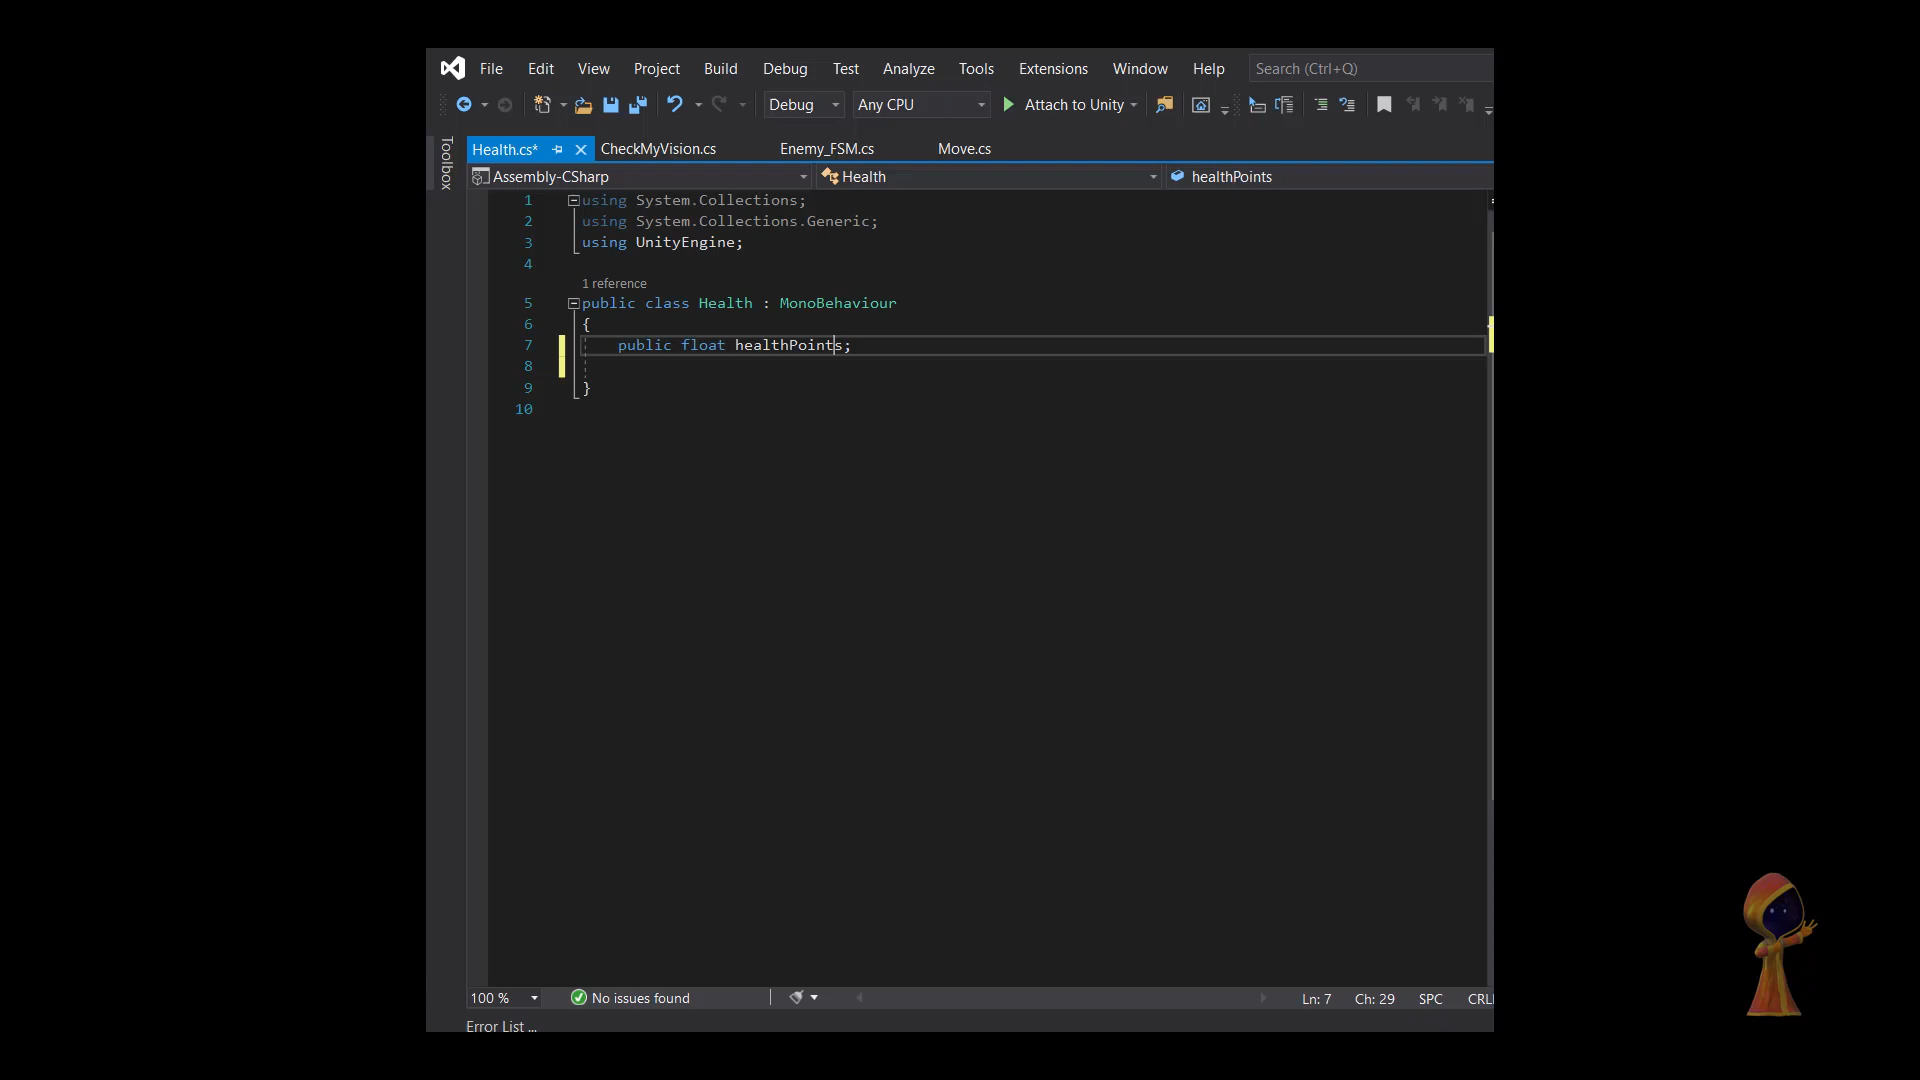 File Edit View Project Build Debug Test Analyze Tools Extensions Window Help Search (Ctrl+Q)
Debug Any CPU Attach to Unity
Toolbox
Health.cs* CheckMyVision.cs Enemy_FSM.cs Move.cs
Assembly-CSharp Health healthPoints
1 using System.Collections;
2 using System.Collections.Generic;
3 using UnityEngine;
4
1 reference
5 public class Health : MonoBehaviour
6 {
7 public float healthPoints;
8
9 }
10
100 % No issues found Ln: 7 Ch: 29 SPC CRL
Error List ...